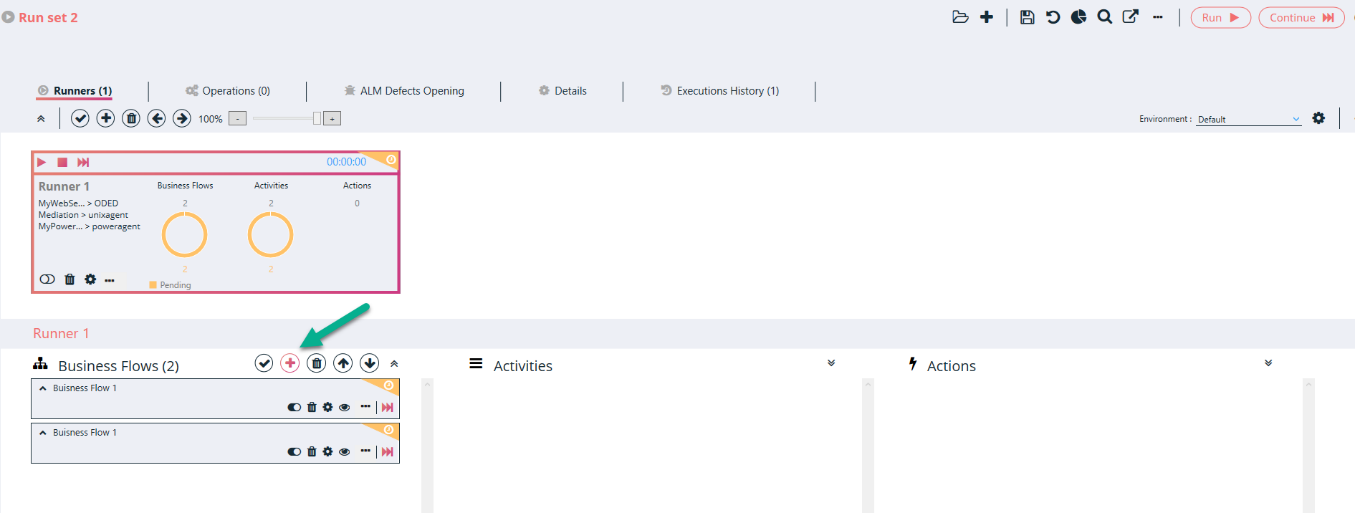 Run set 2
Run
Continue
Runners (1)
Operations (0)
ALM Defects Opening
Details
Executions History (1)
100%
-
+
Environment :
Default
00:00:00
Runner 1
Business Flows
Activities
Actions
MyWebSe... > ODED
2
2
0
Mediation > unixagent
MyPower... > poweragent
2
2
Pending
Runner 1
Business Flows (2)
Activities
Actions
Buisness Flow 1
Buisness Flow 1